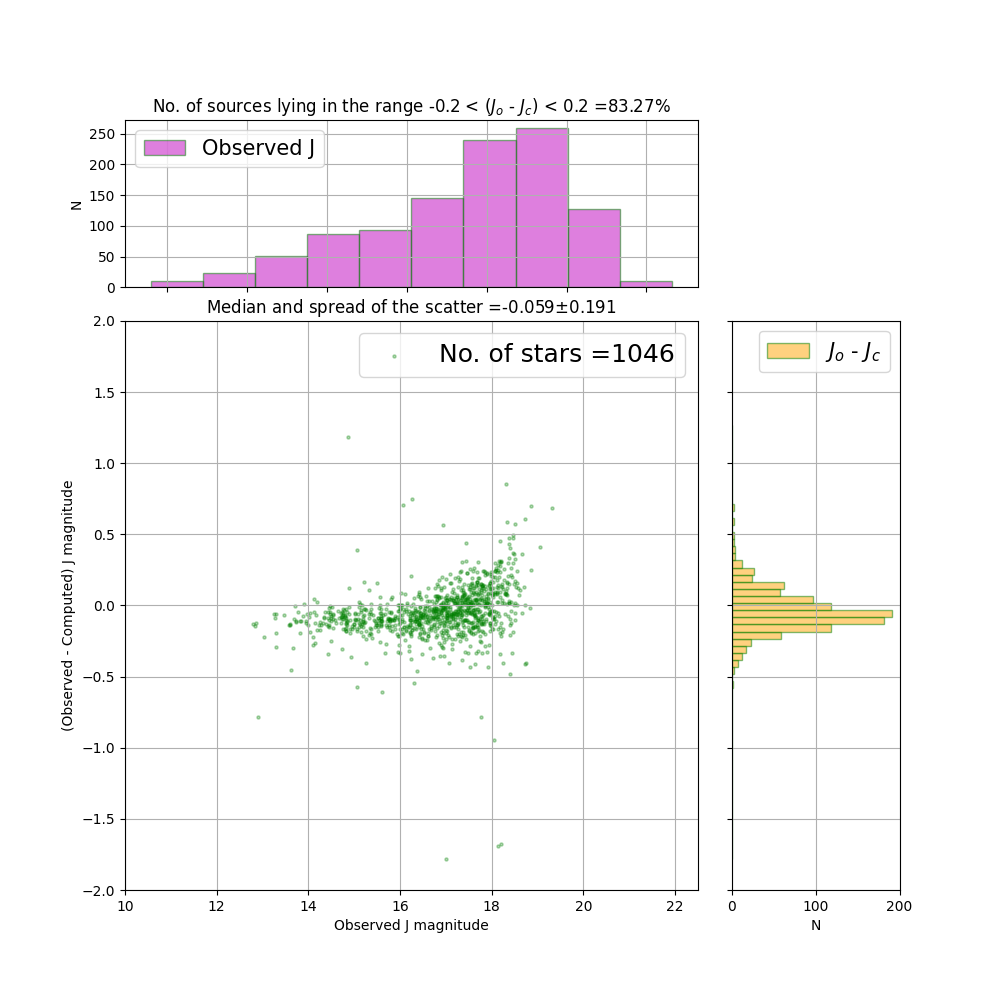 No. of sources lying in the range -0.2 < (J_o - J_c) < 0.2 =83.27%
250
200
150
100
50
0
N
Observed J
Median and spread of the scatter =-0.059±0.191
2.0
1.5
1.0
0.5
0.0
−0.5
−1.0
−1.5
−2.0
(Observed - Computed) J magnitude
No. of stars =1046
10 12 14 16 18 20 22
Observed J magnitude
J_o - J_c
0 100 200
N